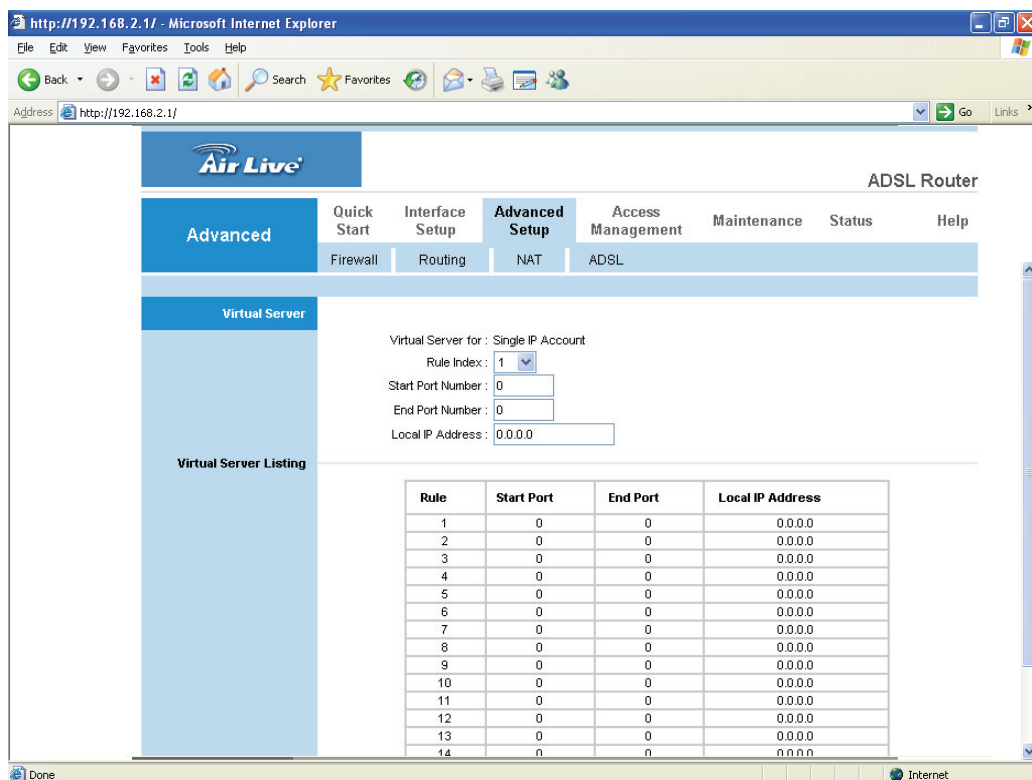 http://192.168.2.1/ - Microsoft Internet Explorer
File Edit View Favorites Tools Help
Back Search Favorites
Address http://192.168.2.1/ Go Links
Air Live
ADSL Router
Advanced
Quick Start Interface Setup Advanced Setup Access Management Maintenance Status Help
Firewall Routing NAT ADSL
Virtual Server
Virtual Server for : Single IP Account
Rule Index : 1
Start Port Number : 0
End Port Number : 0
Local IP Address : 0.0.0.0
Virtual Server Listing
Rule Start Port End Port Local IP Address
1 0 0 0.0.0.0
2 0 0 0.0.0.0
3 0 0 0.0.0.0
4 0 0 0.0.0.0
5 0 0 0.0.0.0
6 0 0 0.0.0.0
7 0 0 0.0.0.0
8 0 0 0.0.0.0
9 0 0 0.0.0.0
10 0 0 0.0.0.0
11 0 0 0.0.0.0
12 0 0 0.0.0.0
13 0 0 0.0.0.0
14 0 0 0.0.0.0
Done Internet